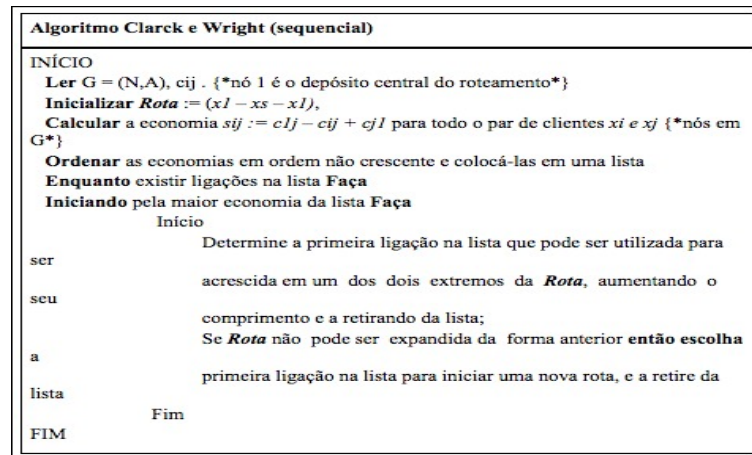 Algoritmo Clarck e Wright (sequencial)
INÍCIO
Ler G = (N,A), cij . {*nó 1 é o depósito central do roteamento*}
Inicializar Rota := (x1 – xs – x1),
Calcular a economia sij := c1j – cij + cj1 para todo o par de clientes xi e xj {*nós em
G*}
Ordenar as economias em ordem não crescente e colocá-las em uma lista
Enquanto existir ligações na lista Faça
Iniciando pela maior economia da lista Faça
Início
Determine a primeira ligação na lista que pode ser utilizada para
ser
acrescida em um dos dois extremos da Rota, aumentando o
seu
comprimento e a retirando da lista;
Se Rota não pode ser expandida da forma anterior então escolha
a
primeira ligação na lista para iniciar uma nova rota, e a retire da
lista
Fim
FIM